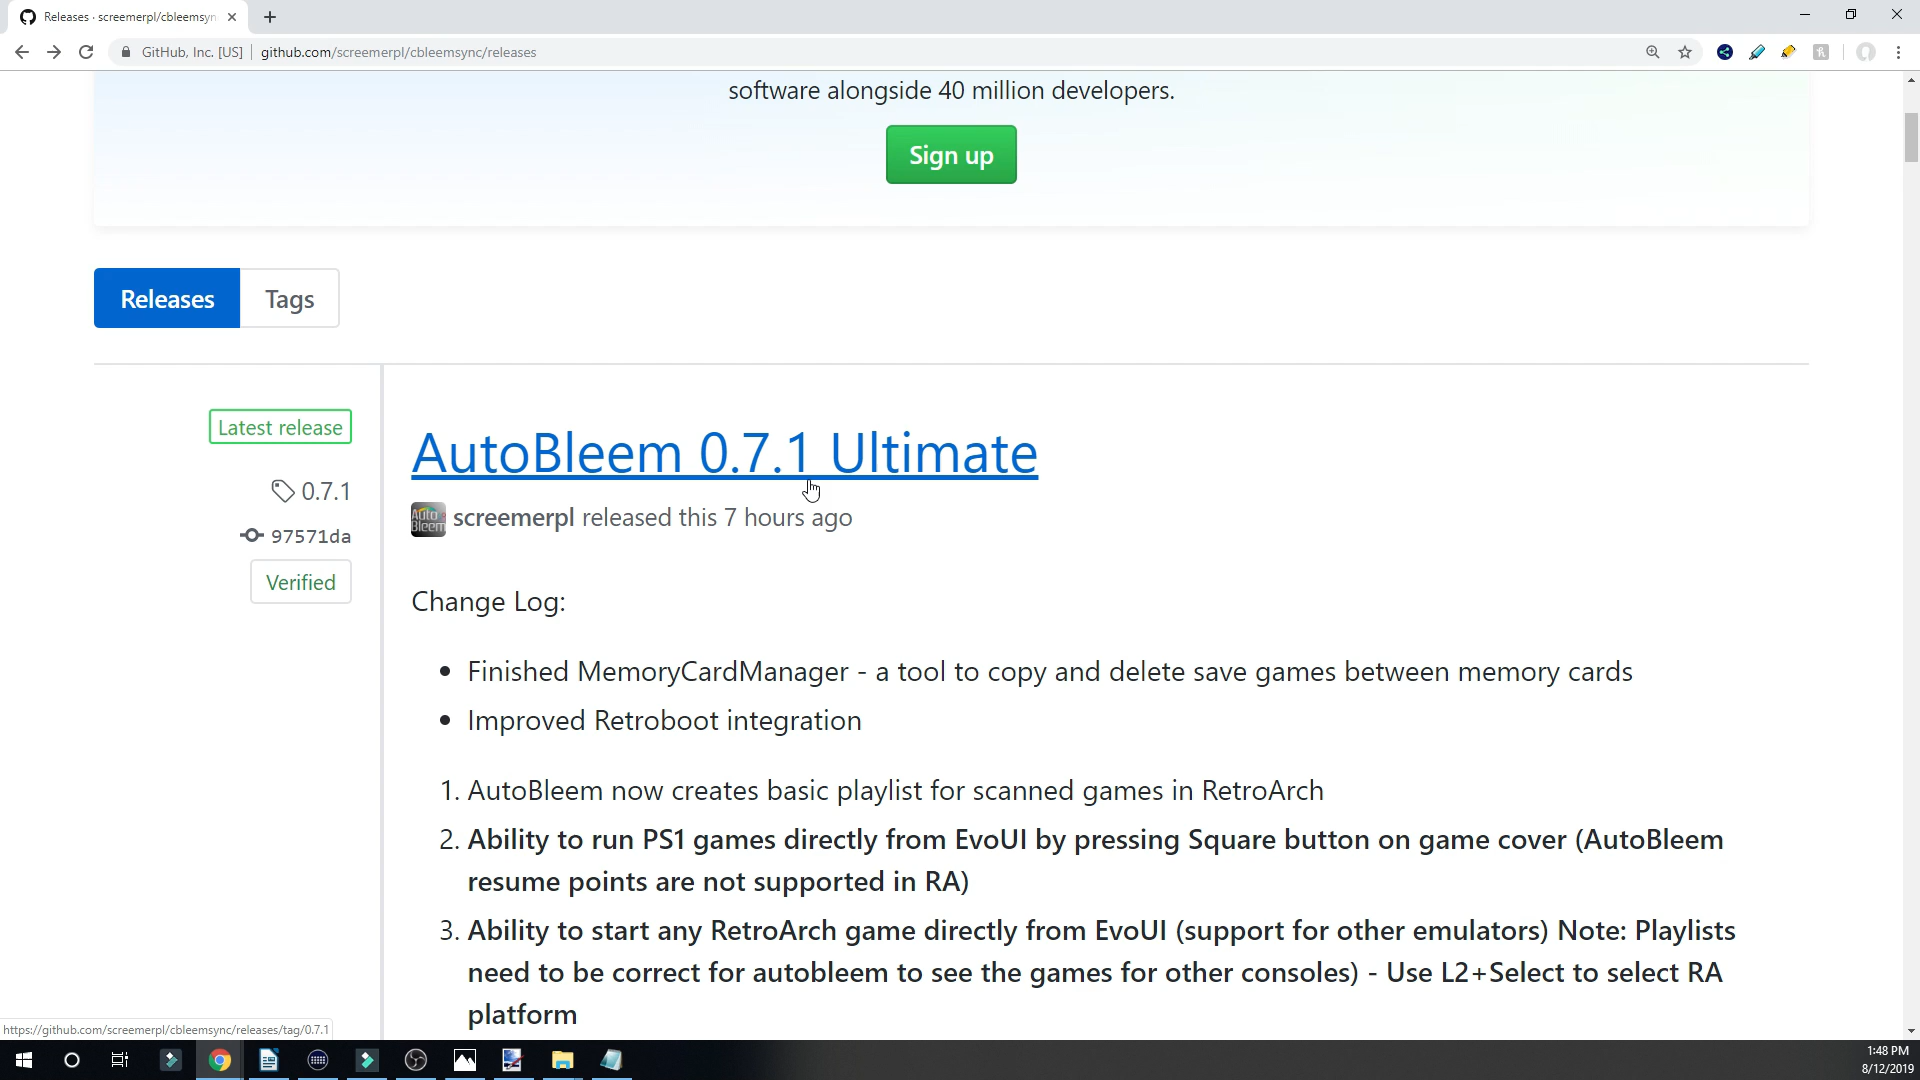 Releases · screemerpl/cbleemsyn
GitHub, Inc. [US] | github.com/screemerpl/cbleemsync/releases
software alongside 40 million developers.
Sign up
Releases
Tags
Latest release
0.7.1
97571da
Verified
AutoBleem 0.7.1 Ultimate
Auto Bleem
screemerpl released this 7 hours ago
Change Log:
• Finished MemoryCardManager - a tool to copy and delete save games between memory cards
• Improved Retroboot integration
1. AutoBleem now creates basic playlist for scanned games in RetroArch
2. Ability to run PS1 games directly from EvoUI by pressing Square button on game cover (AutoBleem
resume points are not supported in RA)
3. Ability to start any RetroArch game directly from EvoUI (support for other emulators) Note: Playlists
need to be correct for autobleem to see the games for other consoles) - Use L2+Select to select RA
platform
https://github.com/screemerpl/cbleemsync/releases/tag/0.7.1
1:48 PM
8/12/2019